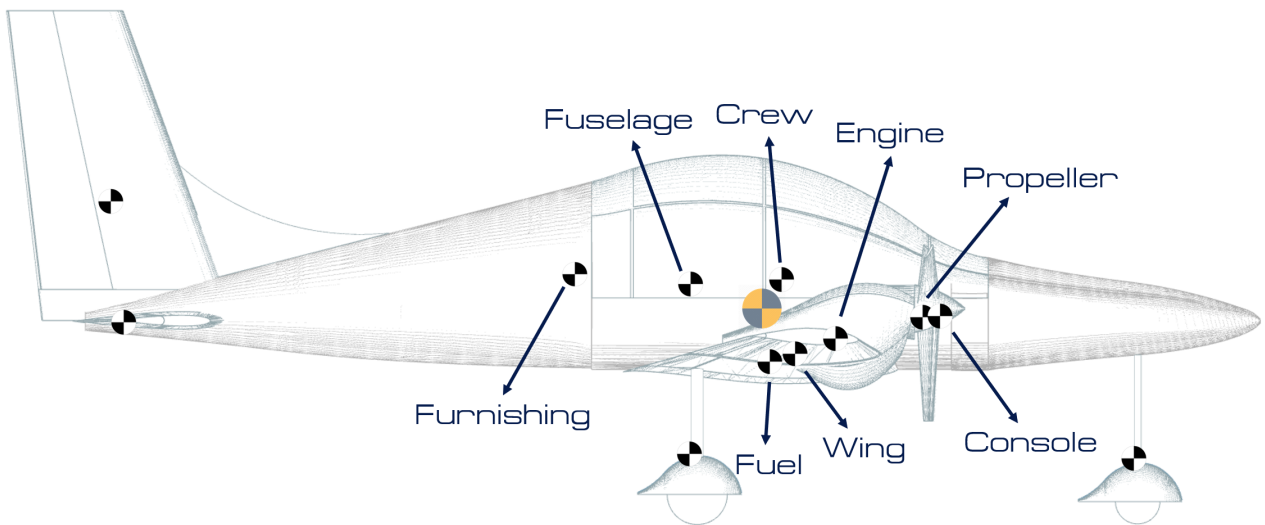 Fuselage
Crew
Engine
Propeller
Furnishing
Fuel
Wing
Console